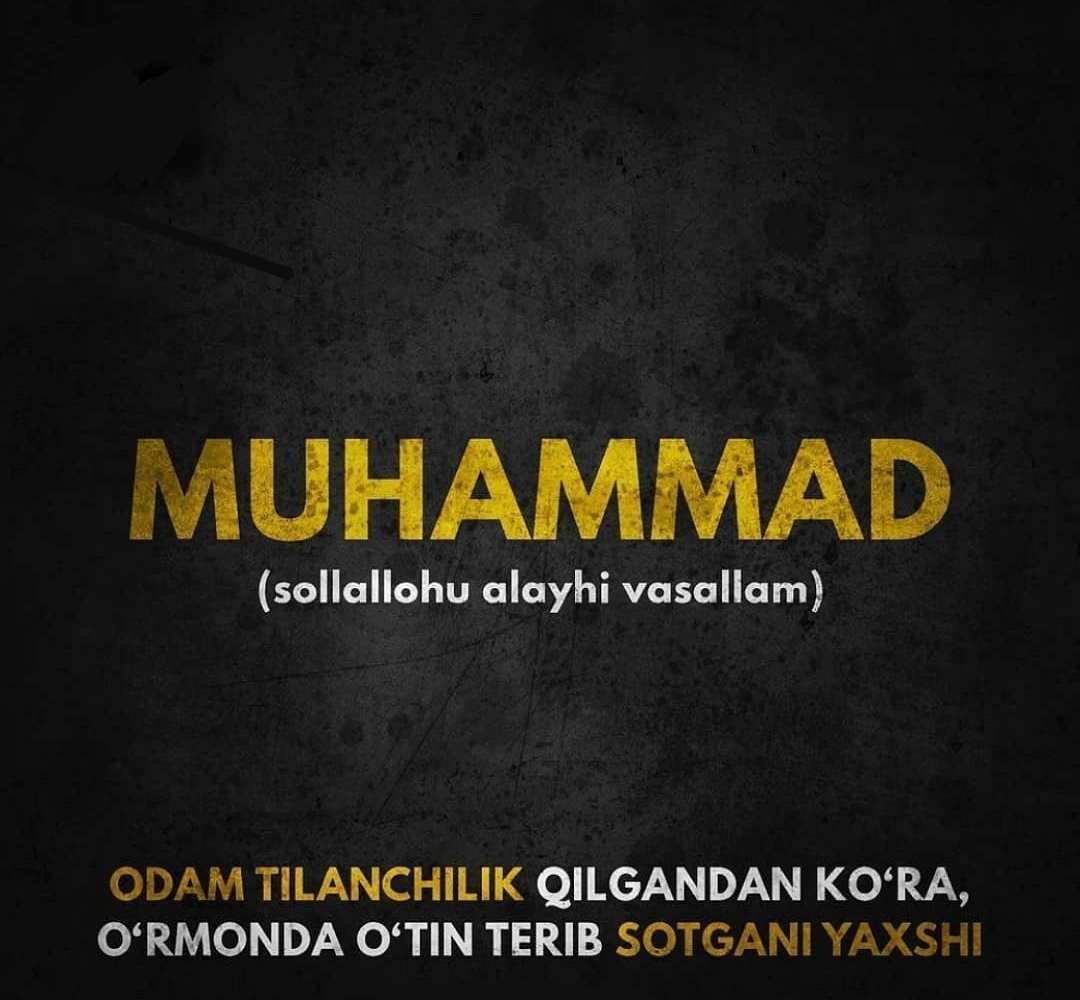 MUHAMMAD
(sollallohu alayhi vasallam)
ODAM TILANCHILIK QILGANDAN KO‘RA,
O‘RMONDA O‘TIN TERIB SOTGANI YAXSHI